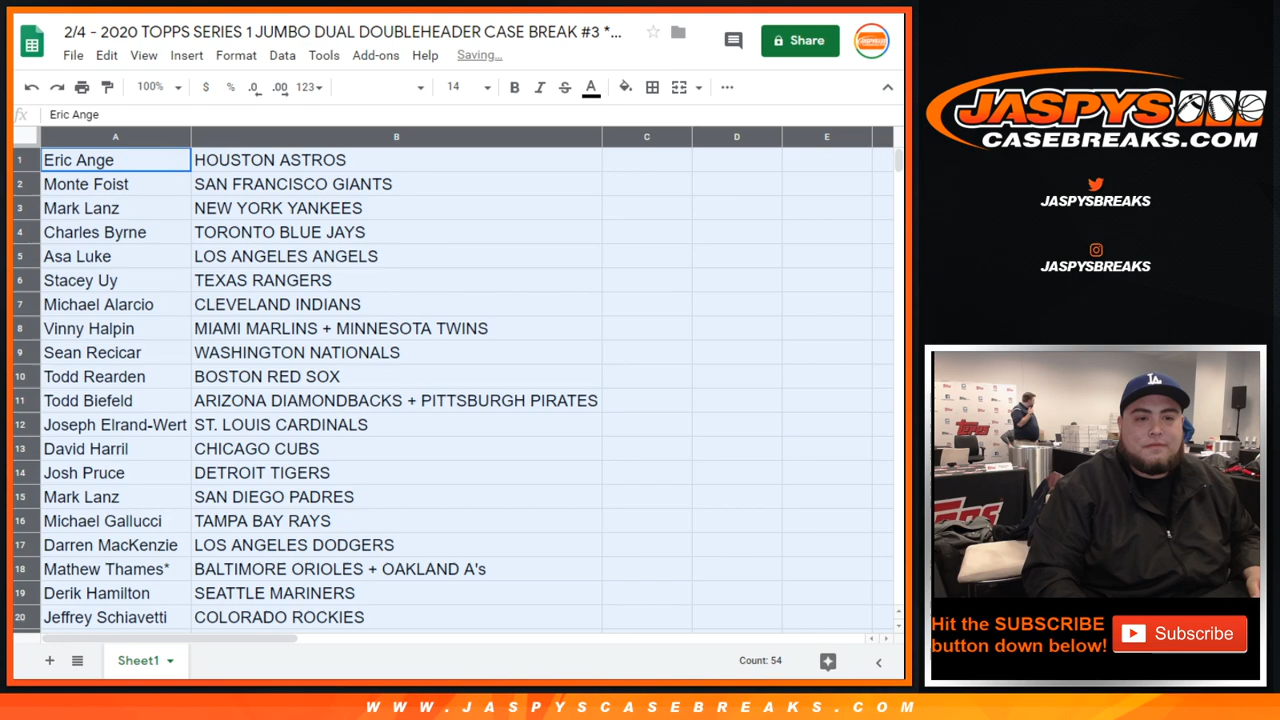 2/4 - 2020 TOPPS SERIES 1 JUMBO DUAL DOUBLEHEADER CASE BREAK #3 *...
File Edit View Insert Format Data Tools Add-ons Help Saving...
Share
100% $ % .0 .00 123 14 B I S A
fx Eric Ange
A B C D E
1 Eric Ange HOUSTON ASTROS
2 Monte Foist SAN FRANCISCO GIANTS
3 Mark Lanz NEW YORK YANKEES
4 Charles Byrne TORONTO BLUE JAYS
5 Asa Luke LOS ANGELES ANGELS
6 Stacey Uy TEXAS RANGERS
7 Michael Alarcio CLEVELAND INDIANS
8 Vinny Halpin MIAMI MARLINS + MINNESOTA TWINS
9 Sean Recicar WASHINGTON NATIONALS
10 Todd Rearden BOSTON RED SOX
11 Todd Biefeld ARIZONA DIAMONDBACKS + PITTSBURGH PIRATES
12 Joseph Elrand-Wert ST. LOUIS CARDINALS
13 David Harril CHICAGO CUBS
14 Josh Pruce DETROIT TIGERS
15 Mark Lanz SAN DIEGO PADRES
16 Michael Gallucci TAMPA BAY RAYS
17 Darren MacKenzie LOS ANGELES DODGERS
18 Mathew Thames* BALTIMORE ORIOLES + OAKLAND A's
19 Derik Hamilton SEATTLE MARINERS
20 Jeffrey Schiavetti COLORADO ROCKIES
Sheet1
Count: 54
JASPYS
CASEBREAKS.COM
JASPYSBREAKS
JASPYSBREAKS
topps
TOPPS
LA
Hit the SUBSCRIBE
button down below!
Subscribe
WWW.JASPYSCASEBREAKS.COM